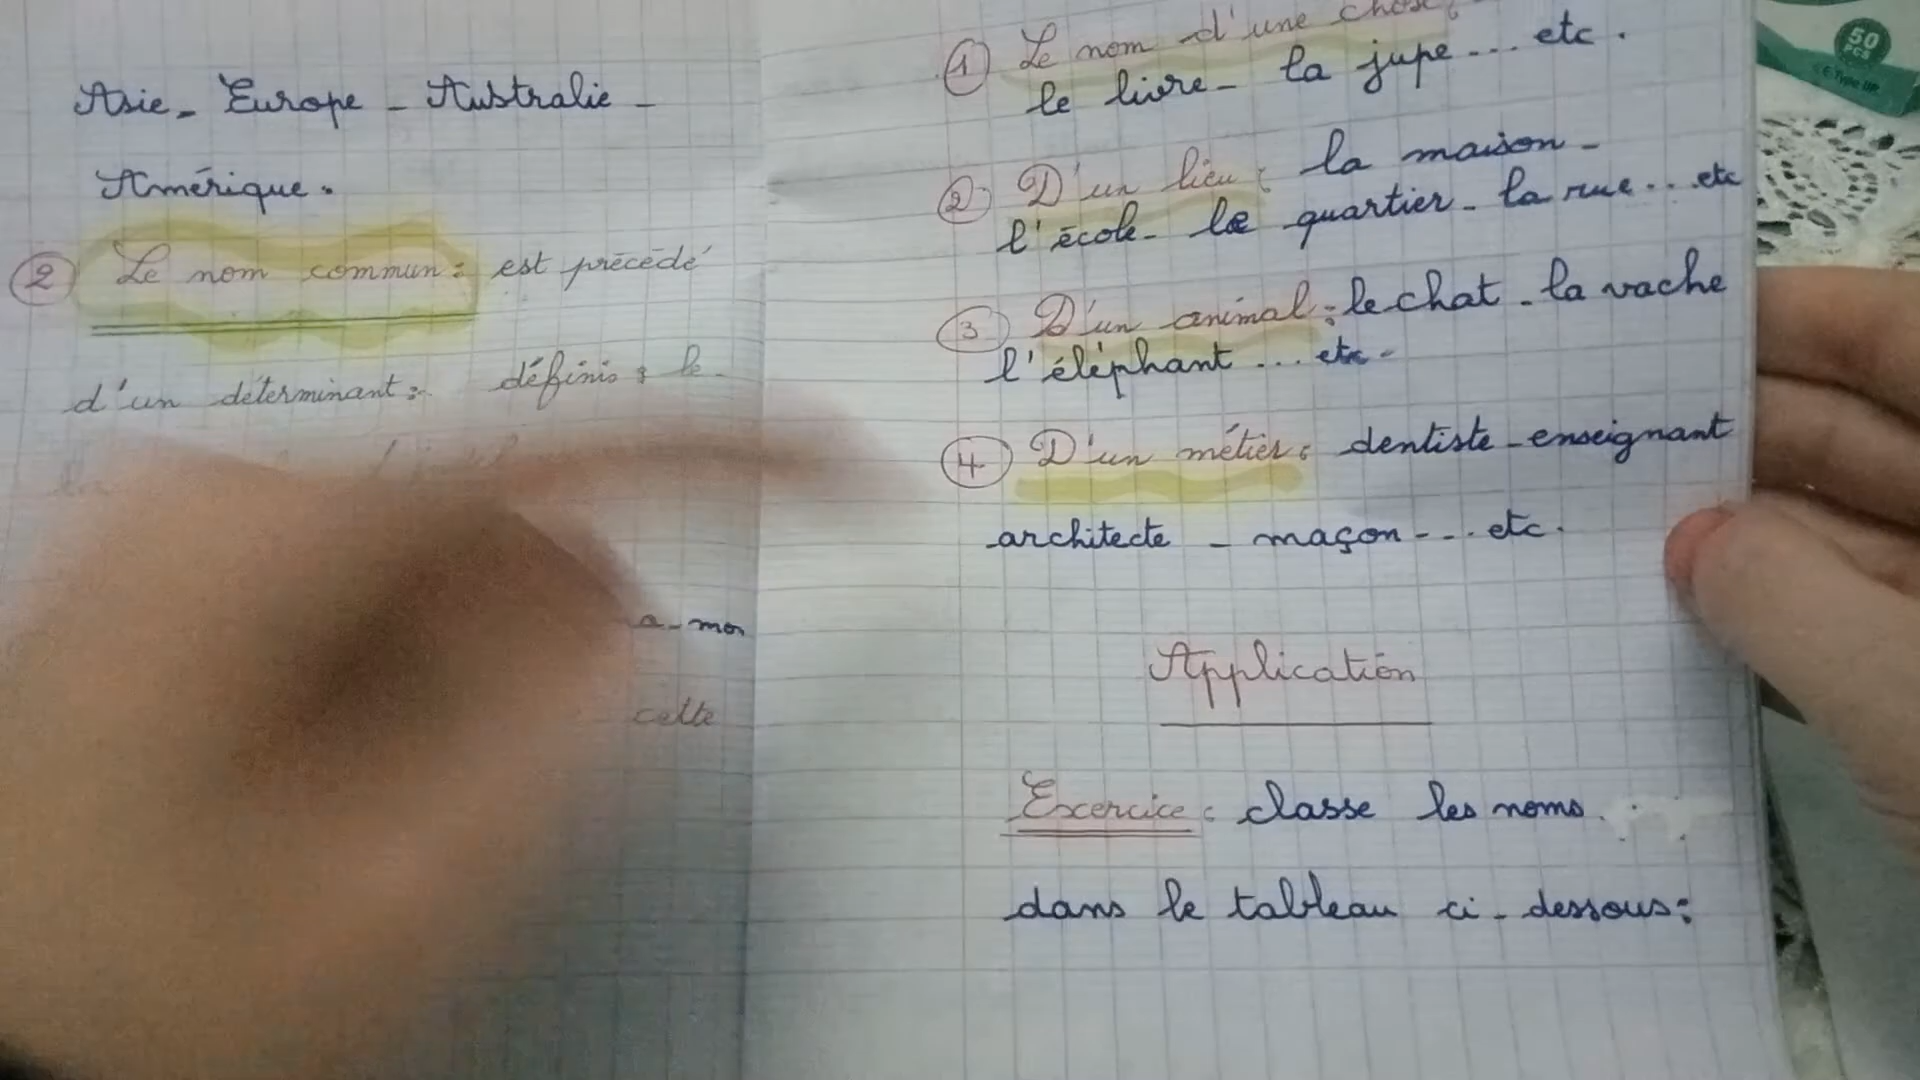 Asie - Europe - Australie -
Amérique.
② Le nom commun : est précédé
d'un déterminant : définis : le -
la
a - mon
cette
① Le nom d'une chose :
le livre - la jupe ... etc.
② D'un lieu : la maison -
l'école - le quartier - la rue ... etc
③ D'un animal : le chat - la vache
l'éléphant ... etc -
④ D'un métier : dentiste - enseignant
architecte - maçon ... etc.
Application
Excercice : classe les noms
dans le tableau ci-dessous :
50
PCS